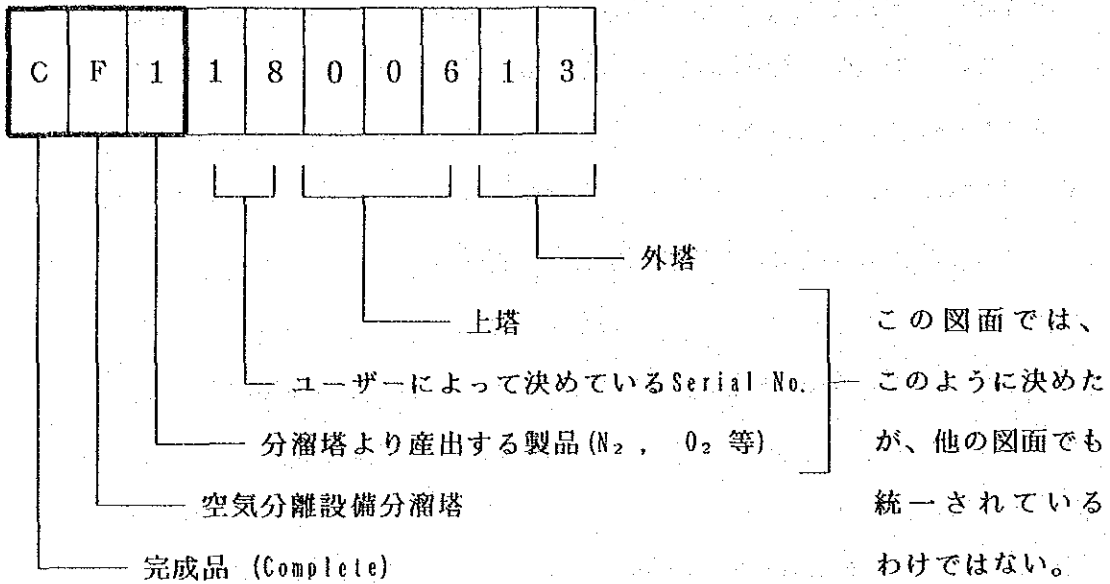 C F 1 1 8 0 0 6 1 3
外塔
上塔
ユーザーによって決めているSerial No.
分溜塔より産出する製品(N₂ , O₂ 等)
空気分離設備分溜塔
完成品 (Complete)
この図面では、
このように決めた
が、他の図面でも
統一されている
わけではない。